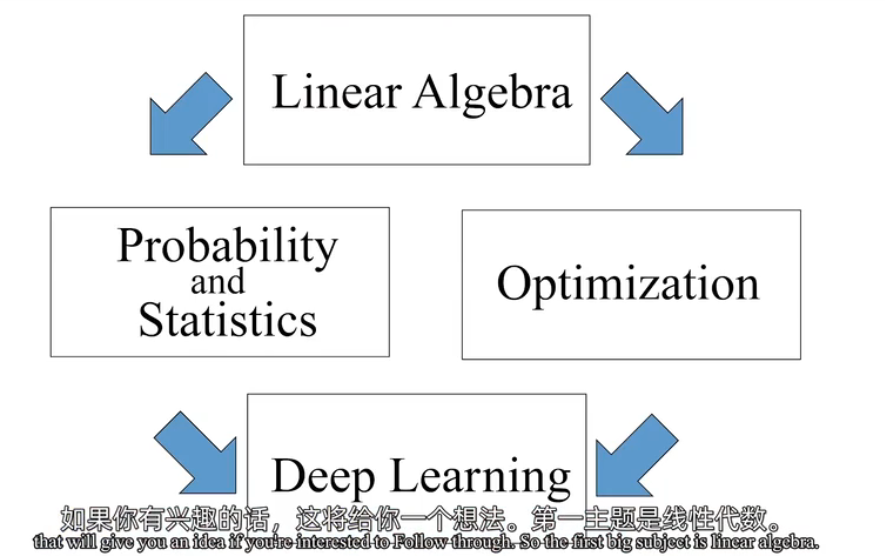 Linear Algebra
Probability
and
Statistics
Optimization
Deep Learning
如果你有兴趣的话，这将给你一个想法。第一主题是线性代数。
that will give you an idea if you're interested to Follow through. So the first big subject is linear algebra.